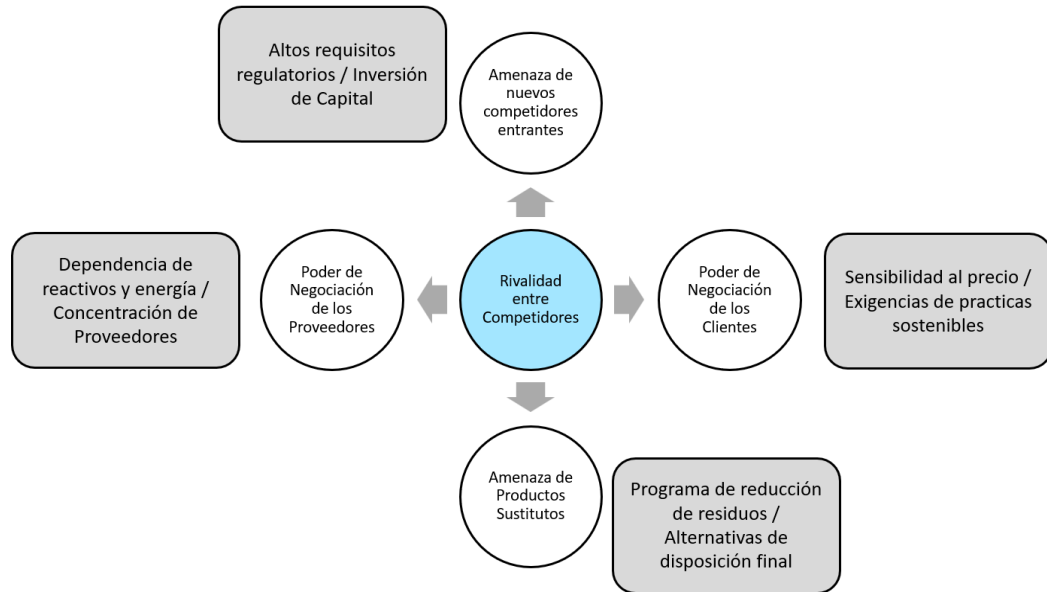 Altos requisitos
regulatorios / Inversión
de Capital
Amenaza de
nuevos
competidores
entrantes
Dependencia de
reactivos y energía /
Concentración de
Proveedores
Poder de
Negociación
de los
Proveedores
Rivalidad
entre
Competidores
Poder de
Negociación
de los
Clientes
Sensibilidad al precio /
Exigencias de practicas
sostenibles
Amenaza de
Productos
Sustitutos
Programa de reducción
de residuos /
Alternativas de
disposición final